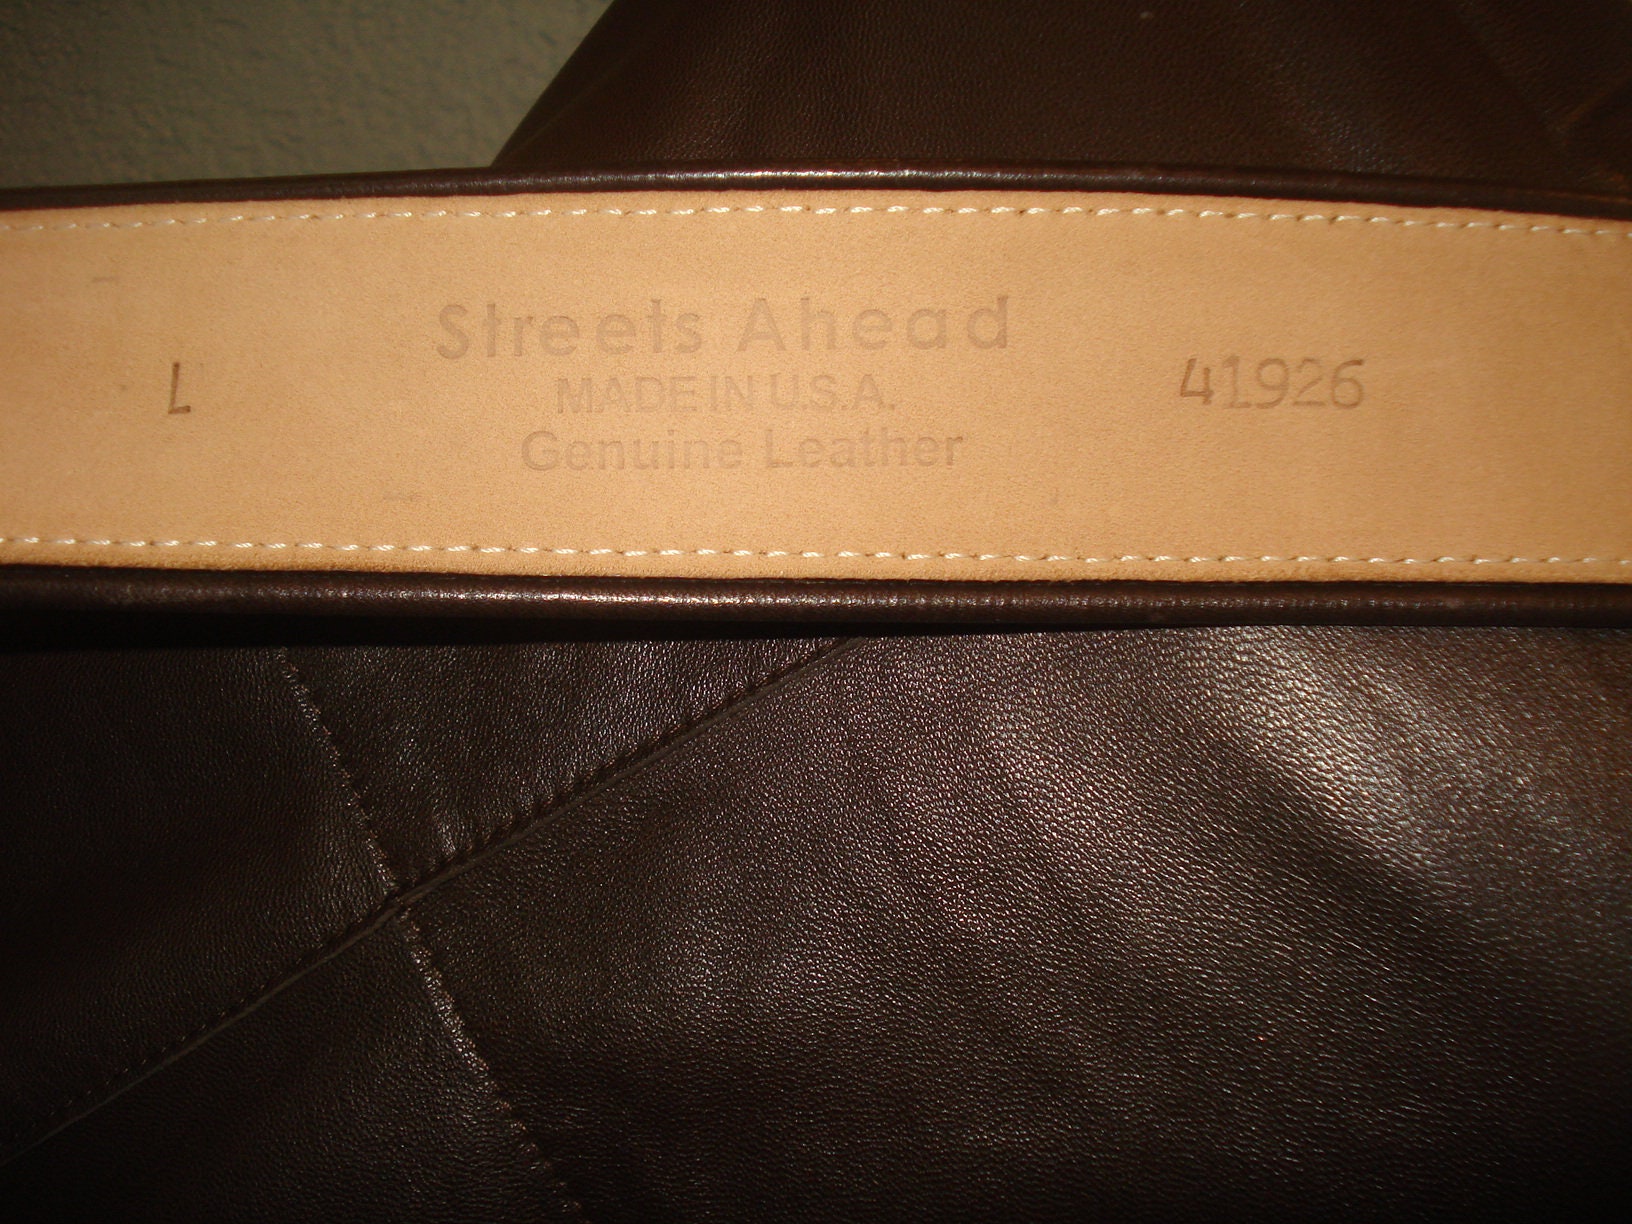 Streets Ahead
L
MADE IN U.S.A.
41926
Genuine Leather